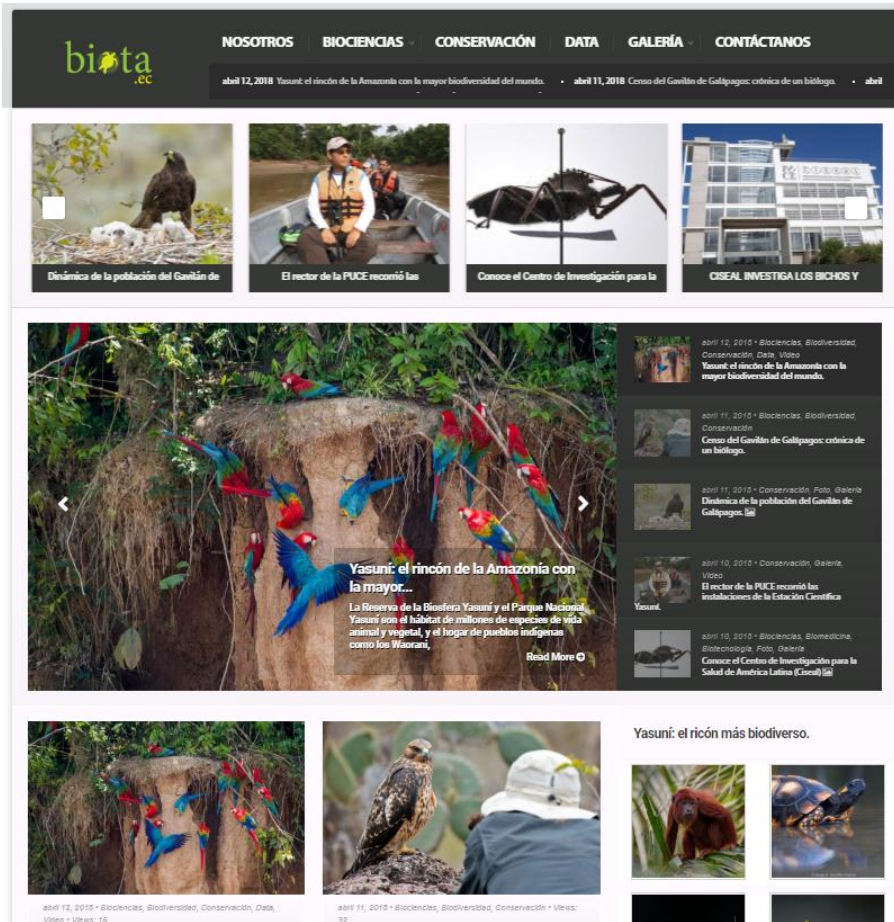 biota
.ec
NOSOTROS BIOCIENCIAS CONSERVACIÓN DATA GALERÍA CONTÁCTANOS
abril 12, 2018 Yasuní: el rincón de la Amazonía con la mayor biodiversidad del mundo. • abril 11, 2018 Censo del Gavilán de Galápagos: crónica de un biólogo. • abril
Dinámica de la población del Gavilán de
El rector de la PUCE recorrió las
Conoce el Centro de Investigación para la
CISEAL INVESTIGA LOS BICHOS Y
Yasuní: el rincón de la Amazonía con
la mayor...
La Reserva de la Biosfera Yasuní y el Parque Nacional
Yasuní son el hábitat de millones de especies de vida
animal y vegetal, y el hogar de pueblos indígenas
como los Waorani,
Read More
abril 12, 2018 • Biociencias, Biodiversidad,
Conservación, Data, Video
Yasuní: el rincón de la Amazonía con la
mayor biodiversidad del mundo.
abril 11, 2018 • Biociencias, Biodiversidad,
Conservación
Censo del Gavilán de Galápagos: crónica de
un biólogo.
abril 11, 2018 • Conservación, Foto, Galería
Dinámica de la población del Gavilán de
Galápagos.
abril 10, 2018 • Conservación, Galería,
Video
El rector de la PUCE recorrió las
instalaciones de la Estación Científica
Yasuní.
abril 10, 2018 • Biociencias, Biomedicina,
Biotecnología, Foto, Galería
Conoce el Centro de Investigación para la
Salud de América Latina (Ciseal)
abril 12, 2018 • Biociencias, Biodiversidad, Conservación, Data,
Video • Views: 16
abril 11, 2018 • Biociencias, Biodiversidad, Conservación • Views:
32
Yasuní: el ricón más biodiverso.